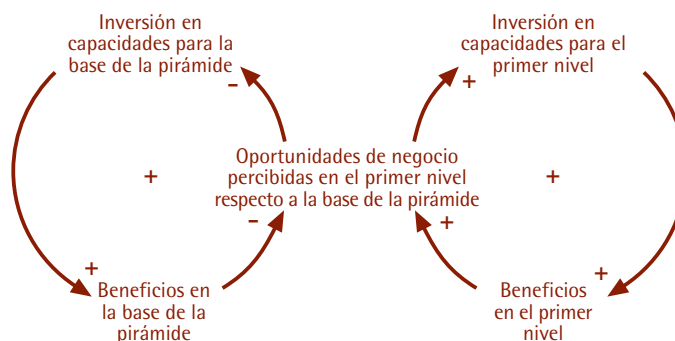 Inversión en
capacidades para la
base de la pirámide
-
Inversión en
capacidades para el
primer nivel
+
Oportunidades de negocio
percibidas en el primer nivel
respecto a la base de la pirámide
+
+
-
+
+
Beneficios en
la base de la
pirámide
+
Beneficios
en el primer
nivel